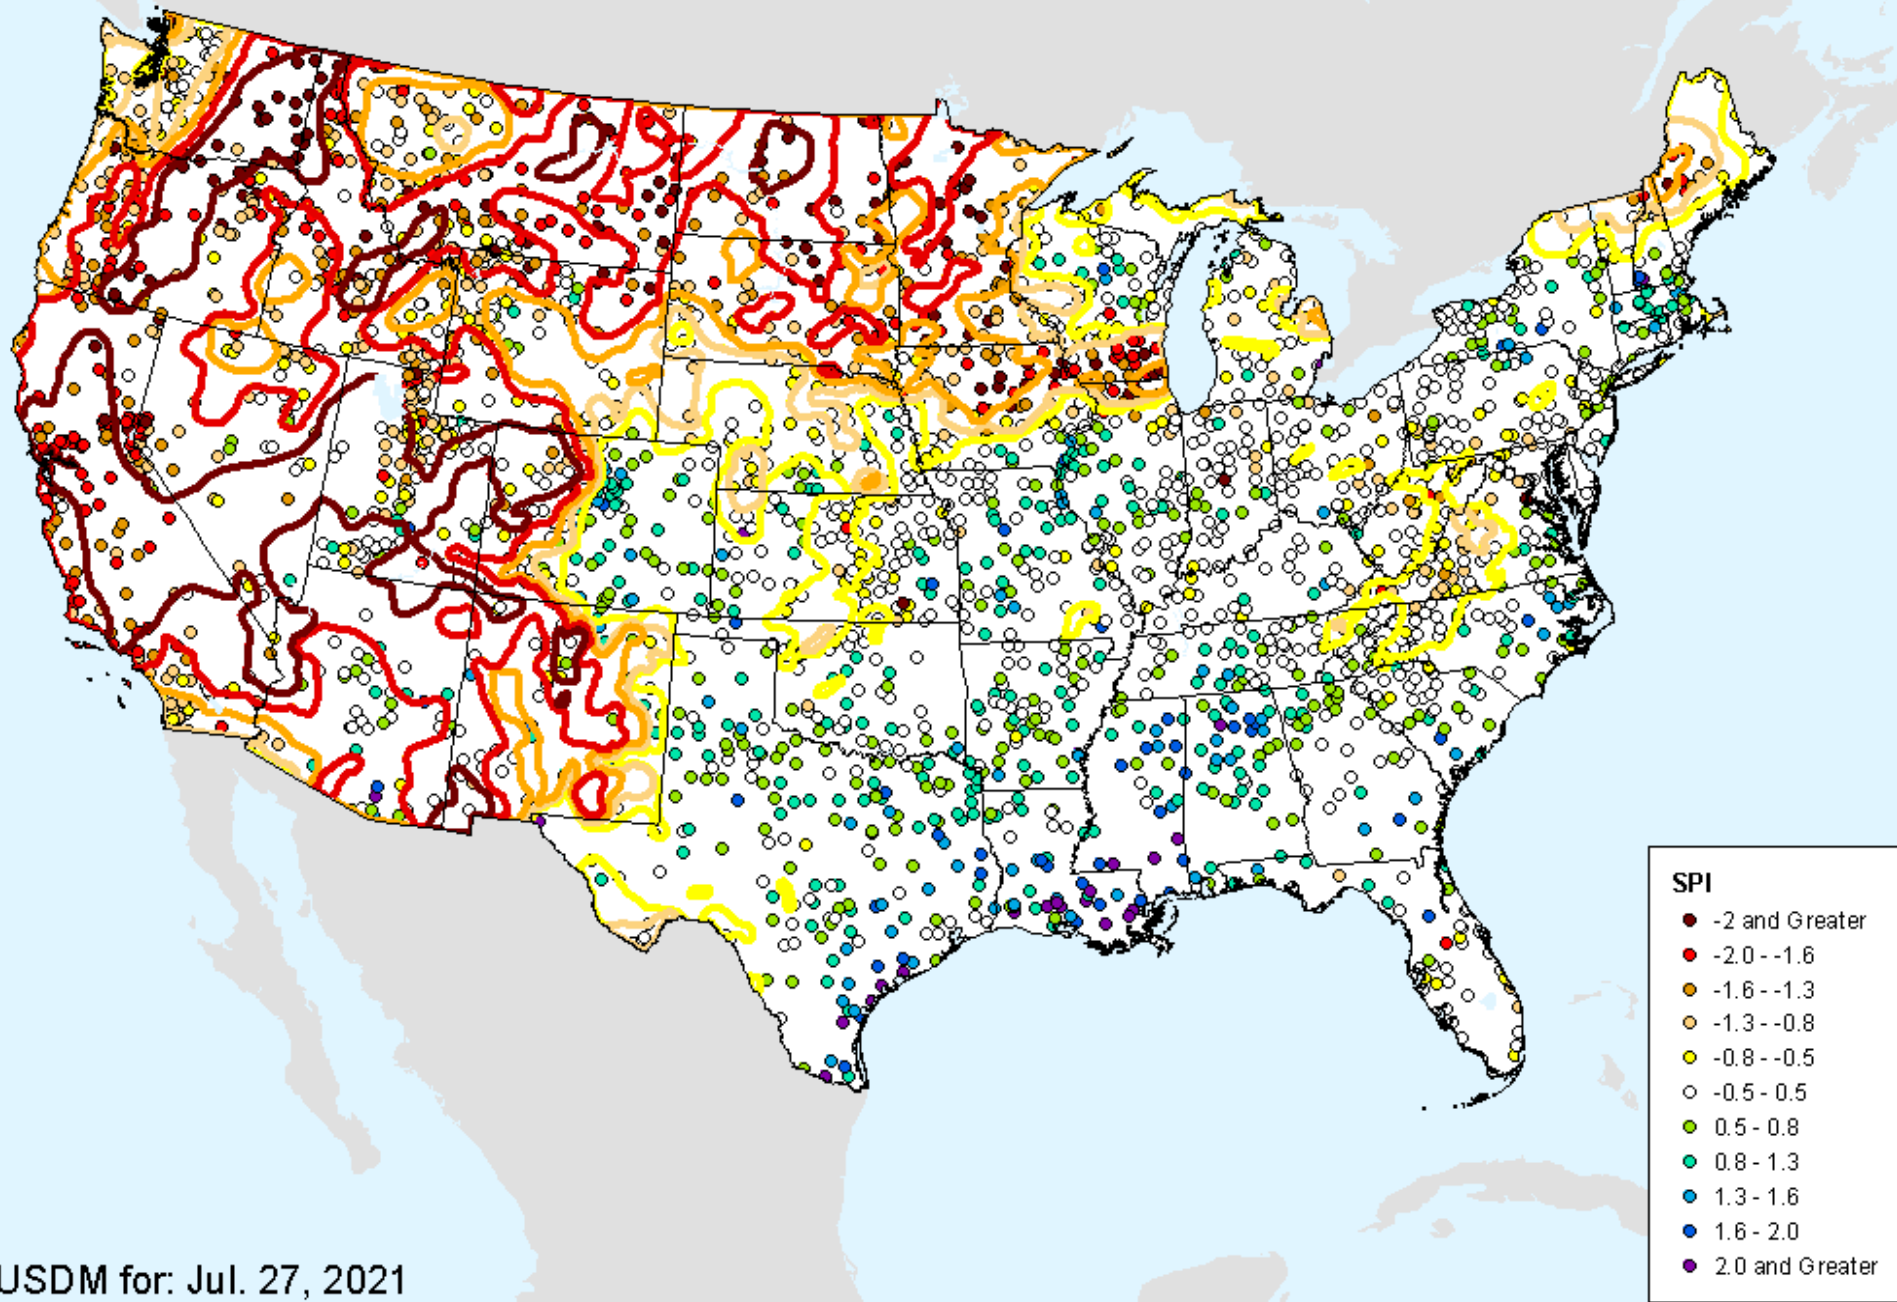 SPI
-2 and Greater
-2.0 - -1.6
-1.6 - -1.3
-1.3 - -0.8
-0.8 - -0.5
-0.5 - 0.5
0.5 - 0.8
0.8 - 1.3
1.3 - 1.6
1.6 - 2.0
2.0 and Greater
USDM for: Jul. 27, 2021